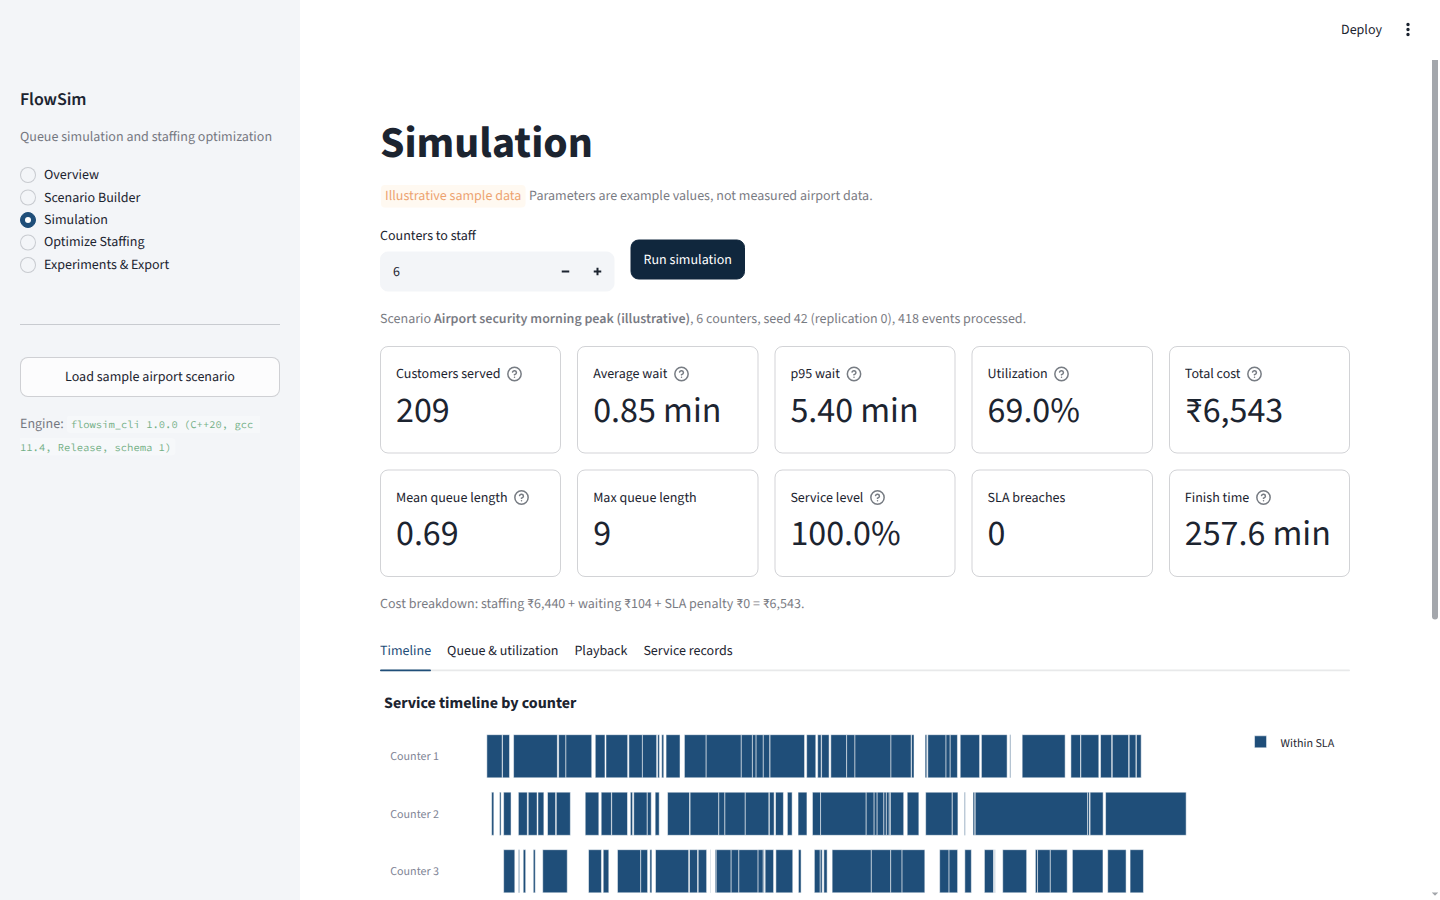 Deploy
FlowSim
Queue simulation and staffing optimization
Overview
Scenario Builder
Simulation
Optimize Staffing
Experiments & Export
Load sample airport scenario
Engine: flowsim_cli 1.0.0 (C++20, gcc
11.4, Release, schema 1)
Simulation
Illustrative sample data Parameters are example values, not measured airport data.
Counters to staff
6
Run simulation
Scenario Airport security morning peak (illustrative), 6 counters, seed 42 (replication 0), 418 events processed.
Customers served
209
Average wait
0.85 min
p95 wait
5.40 min
Utilization
69.0%
Total cost
₹6,543
Mean queue length
0.69
Max queue length
9
Service level
100.0%
SLA breaches
0
Finish time
257.6 min
Cost breakdown: staffing ₹6,440 + waiting ₹104 + SLA penalty ₹0 = ₹6,543.
Timeline
Queue & utilization
Playback
Service records
Service timeline by counter
Counter 1
Counter 2
Counter 3
Within SLA